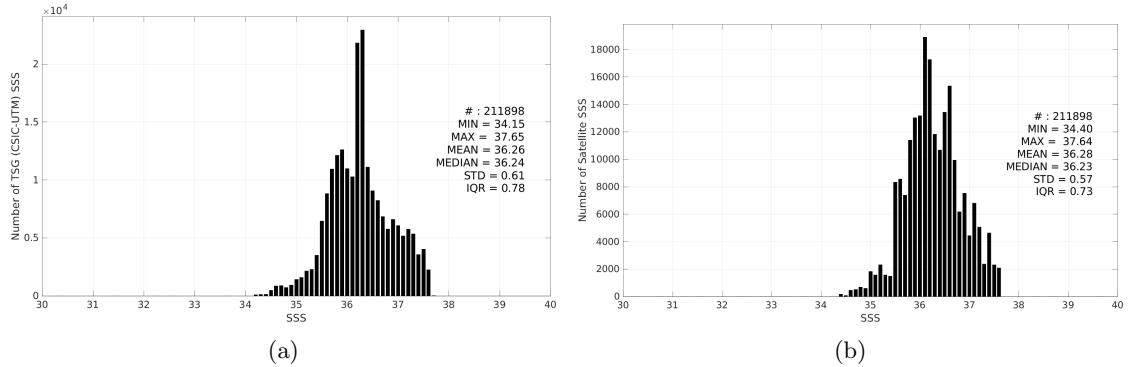 ×10⁴
2
1.5
1
0.5
0
Number of TSG (CSIC-UTM) SSS
# : 211898
MIN = 34.15
MAX = 37.65
MEAN = 36.26
MEDIAN = 36.24
STD = 0.61
IQR = 0.78
30 31 32 33 34 35 36 37 38 39 40
SSS
(a)
18000
16000
14000
12000
10000
8000
6000
4000
2000
0
Number of Satellite SSS
# : 211898
MIN = 34.40
MAX = 37.64
MEAN = 36.28
MEDIAN = 36.23
STD = 0.57
IQR = 0.73
30 31 32 33 34 35 36 37 38 39 40
SSS
(b)